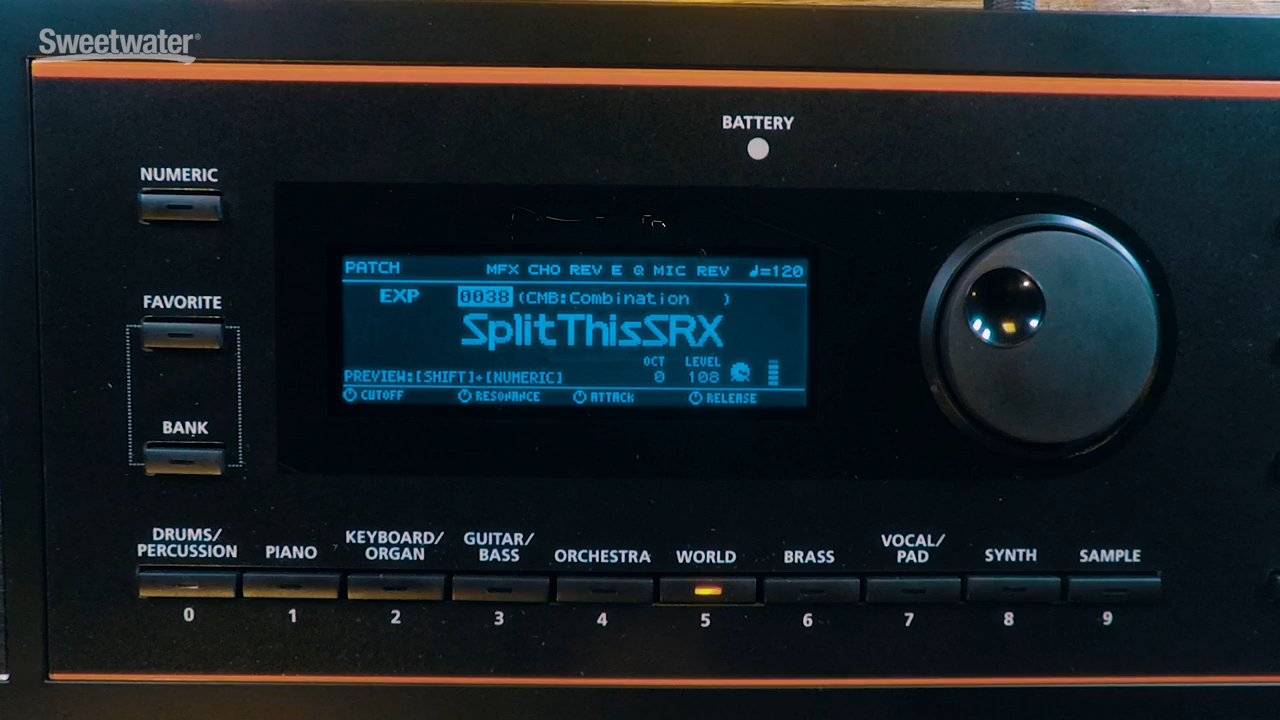 Sweetwater®
BATTERY
NUMERIC
PATCH MFX CHO REV E Q MIC REV ♩=120
FAVORITE
EXP 0038 (CMB:Combination )
SplitThisSRX
OCT LEVEL
PREVIEW:[SHIFT]+[NUMERIC] 0 108
CUTOFF RESONANCE ATTACK RELEASE
BANK
DRUMS/
PERCUSSION
PIANO
KEYBOARD/
ORGAN
GUITAR/
BASS
ORCHESTRA
WORLD
BRASS
VOCAL/
PAD
SYNTH
SAMPLE
0 1 2 3 4 5 6 7 8 9